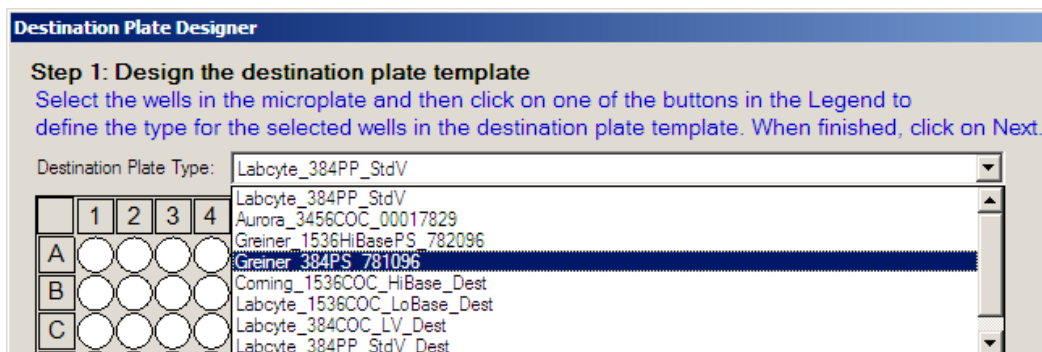 Destination Plate Designer
Step 1: Design the destination plate template
Select the wells in the microplate and then click on one of the buttons in the Legend to
define the type for the selected wells in the destination plate template. When finished, click on Next.
Destination Plate Type: Labcyte_384PP_StdV
Labcyte_384PP_StdV
1 2 3 4 Aurora_3456COC_00017829
Greiner_1536HiBasePS_782096
A Greiner_384PS_781096
Corning_1536COC_HiBase_Dest
B Labcyte_1536COC_LoBase_Dest
C Labcyte_384COC_LV_Dest
Labcyte_384PP_StdV_Dest